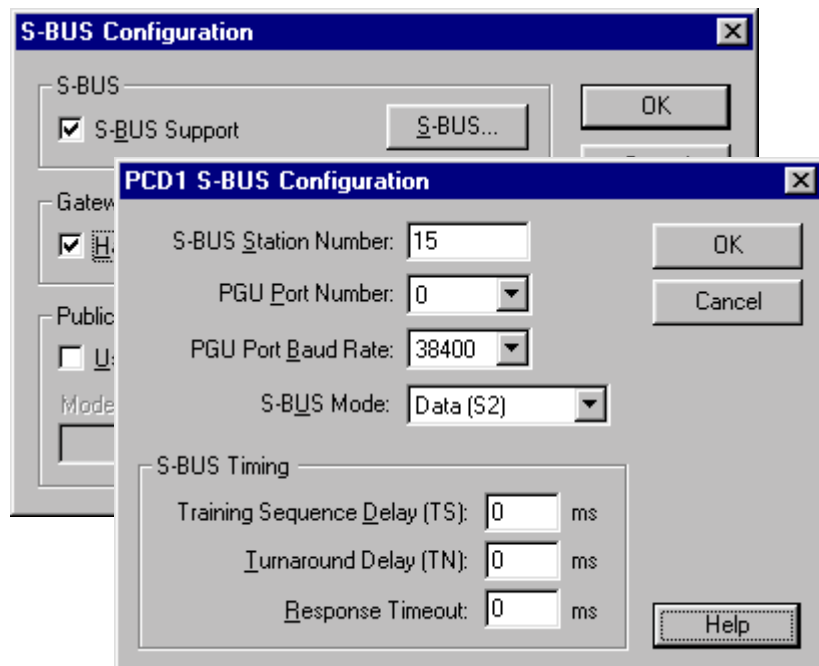 S-BUS Configuration
S-BUS
S-BUS Support
S-BUS...
OK
PCD1 S-BUS Configuration
S-BUS Station Number: 15
OK
PGU Port Number: 0
Cancel
PGU Port Baud Rate: 38400
S-BUS Mode: Data (S2)
S-BUS Timing
Training Sequence Delay (TS): 0 ms
Turnaround Delay (TN): 0 ms
Response Timeout: 0 ms
Help
Public